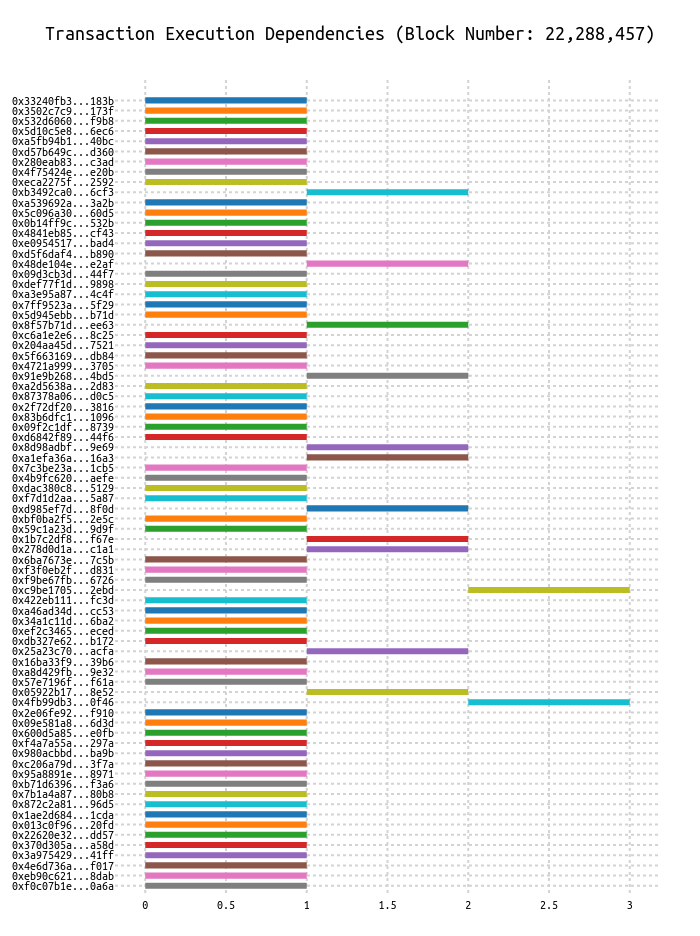 Transaction Execution Dependencies (Block Number: 22,288,457)
0x33240fb3...183b
0x3502c7c9...173f
0x532d6060...f9b8
0x5d10c5e8...6ec6
0xa5fb94b1...40bc
0xd57b649c...d360
0x280eab83...c3ad
0x4f75424e...e20b
0xeca2275f...2592
0xb3492ca0...6cf3
0xa539692a...3a2b
0x5c096a30...60d5
0x0b14ff9c...532b
0x4841eb85...cf43
0xe0954517...bad4
0xd5f6daf4...b890
0x48de104e...e2af
0x09d3cb3d...44f7
0xdef77f1d...9898
0xa3e95a87...4c4f
0x7ff9523a...5f29
0x5d945ebb...b71d
0x8f57b71d...ee63
0xc6a1e2e6...8c25
0x204aa45d...7521
0x5f663169...db84
0x4721a999...3705
0x91e9b268...4bd5
0xa2d5638a...2d83
0x87378a06...d0c5
0x2f72df20...3816
0x83b6dfc1...1096
0x09f2c1df...8739
0xd6842f89...44f6
0x8d98adbf...9e69
0xa1efa36a...16a3
0x7c3be23a...1cb5
0x4b9fc620...aefe
0xdac380c8...5129
0xf7d1d2aa...5a87
0xd985ef7d...8f0d
0xbf0ba2f5...2e5c
0x59c1a23d...9d9f
0x1b7c2df8...f67e
0x278d0d1a...c1a1
0x6ba7673e...7c5b
0xf3f0eb2f...d831
0xf9be67fb...6726
0xc9be1705...2ebd
0x422eb111...fc3d
0xa46ad34d...cc53
0x34a1c11d...6ba2
0xef2c3465...eced
0xdb327e62...b172
0x25a23c70...acfa
0x16ba33f9...39b6
0xa8d429fb...9e32
0x57e7196f...f61a
0x05922b17...8e52
0x4fb99db3...0f46
0x2e06fe92...f910
0x09e581a8...6d3d
0x600d5a85...e0fb
0xf4a7a55a...297a
0x980acbbd...ba9b
0xc206a79d...3f7a
0x95a8891e...8971
0xb71d6396...f3a6
0x7b1a4a87...80b8
0x872c2a81...96d5
0x1ae2d684...1cda
0x013c0f96...20fd
0x22620e32...dd57
0x370d305a...a58d
0x3a975429...41ff
0x4e6d736a...f017
0xeb90c621...8dab
0xf0c07b1e...0a6a
0 0.5 1 1.5 2 2.5 3